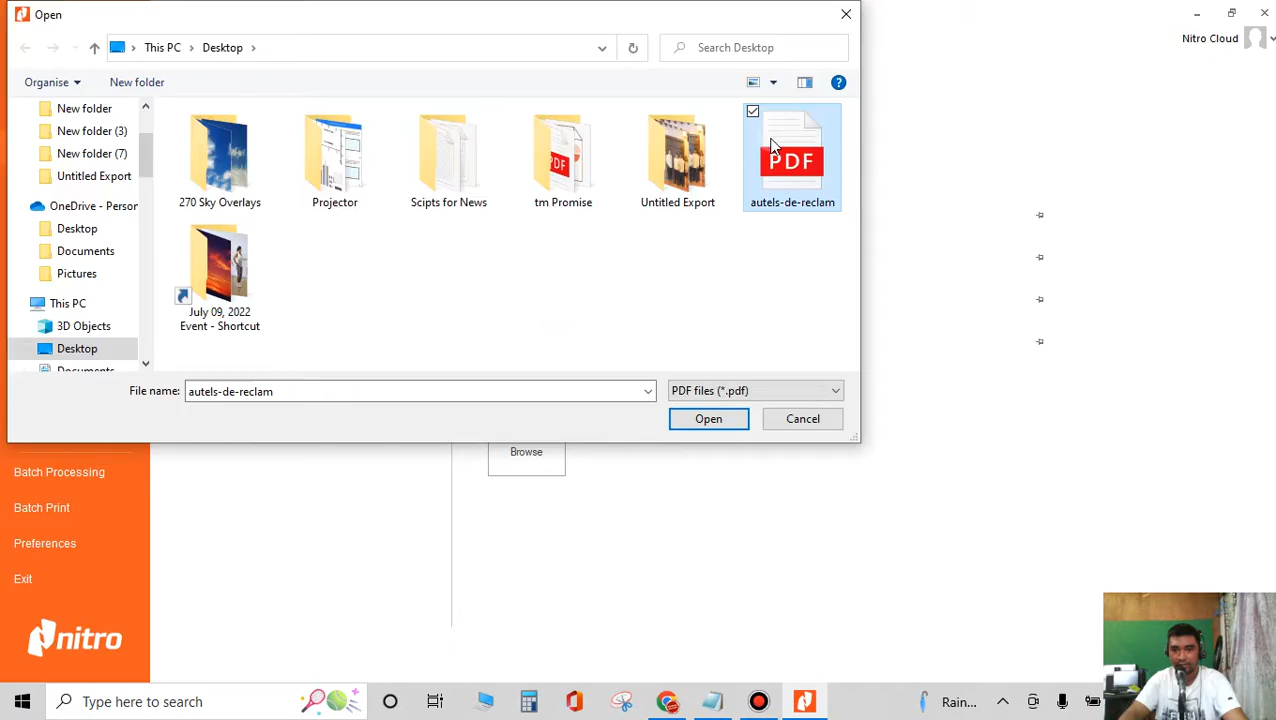 Open
This PC
Desktop
Search Desktop
Nitro Cloud
Organise
New folder
New folder
New folder (3)
New folder (7)
Untitled Export
OneDrive - Person
Desktop
Documents
Pictures
This PC
3D Objects
Desktop
270 Sky Overlays
Projector
Scipts for News
tm Promise
PDF
Untitled Export
PDF
autels-de-reclam
July 09, 2022
Event - Shortcut
File name:
autels-de-reclam
PDF files (*.pdf)
Open
Cancel
Browse
Batch Processing
Batch Print
Preferences
Exit
nitro
Type here to search
Rain...